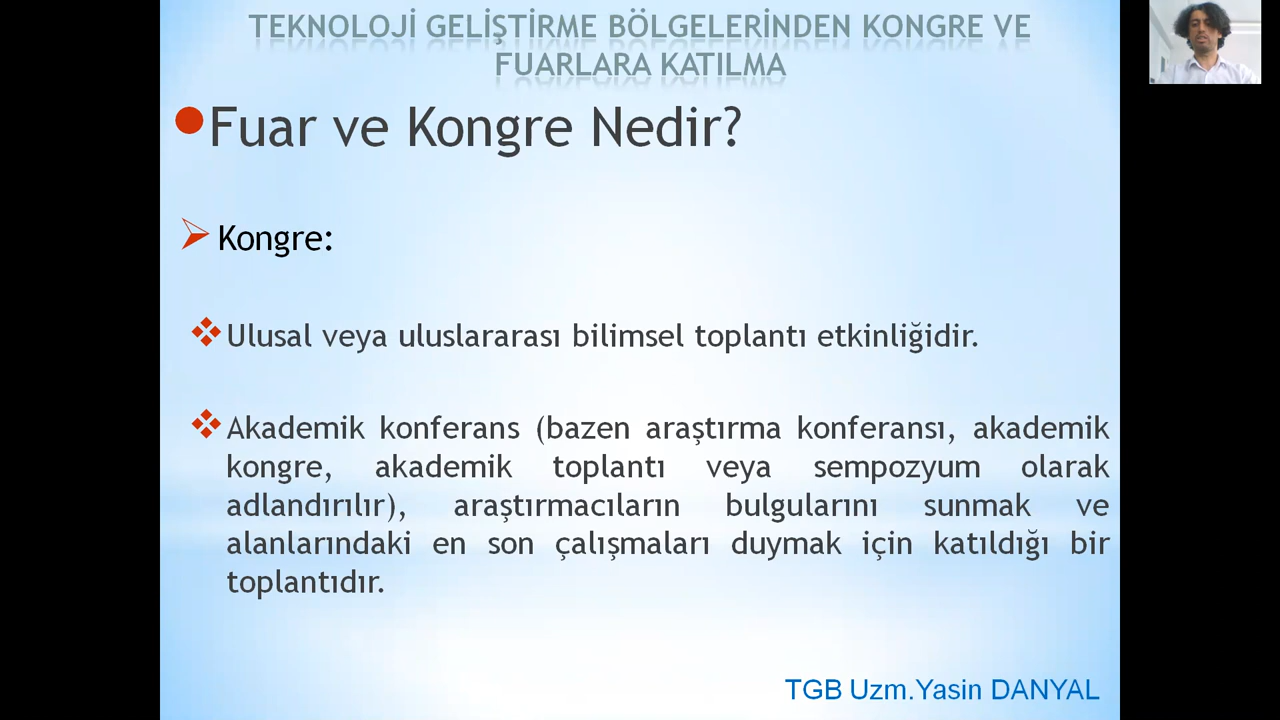 TEKNOLOJİ GELİŞTİRME BÖLGELERİNDEN KONGRE VE
FUARLARA KATILMA
Fuar ve Kongre Nedir?
Kongre:
Ulusal veya uluslararası bilimsel toplantı etkinliğidir.
Akademik konferans (bazen araştırma konferansı, akademik
kongre, akademik toplantı veya sempozyum olarak
adlandırılır), araştırmacıların bulgularını sunmak ve
alanlarındaki en son çalışmaları duymak için katıldığı bir
toplantıdır.
TGB Uzm.Yasin DANYAL